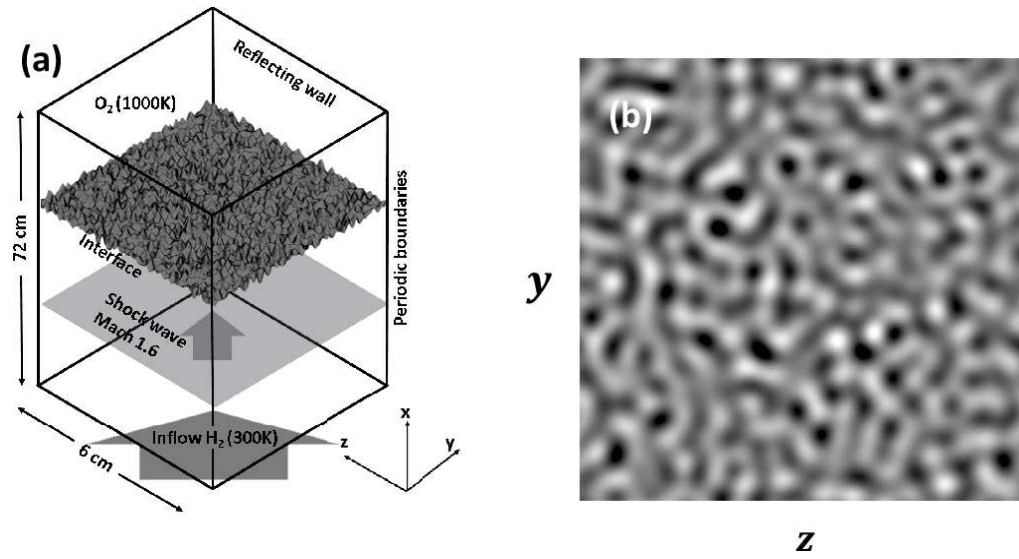 (a)
Reflecting wall
O₂ (1000K)
72 cm
Periodic boundaries
Interface
Shock wave
Mach 1.6
Inflow H₂ (300K)
6 cm
x
z
y
(b)
y
z